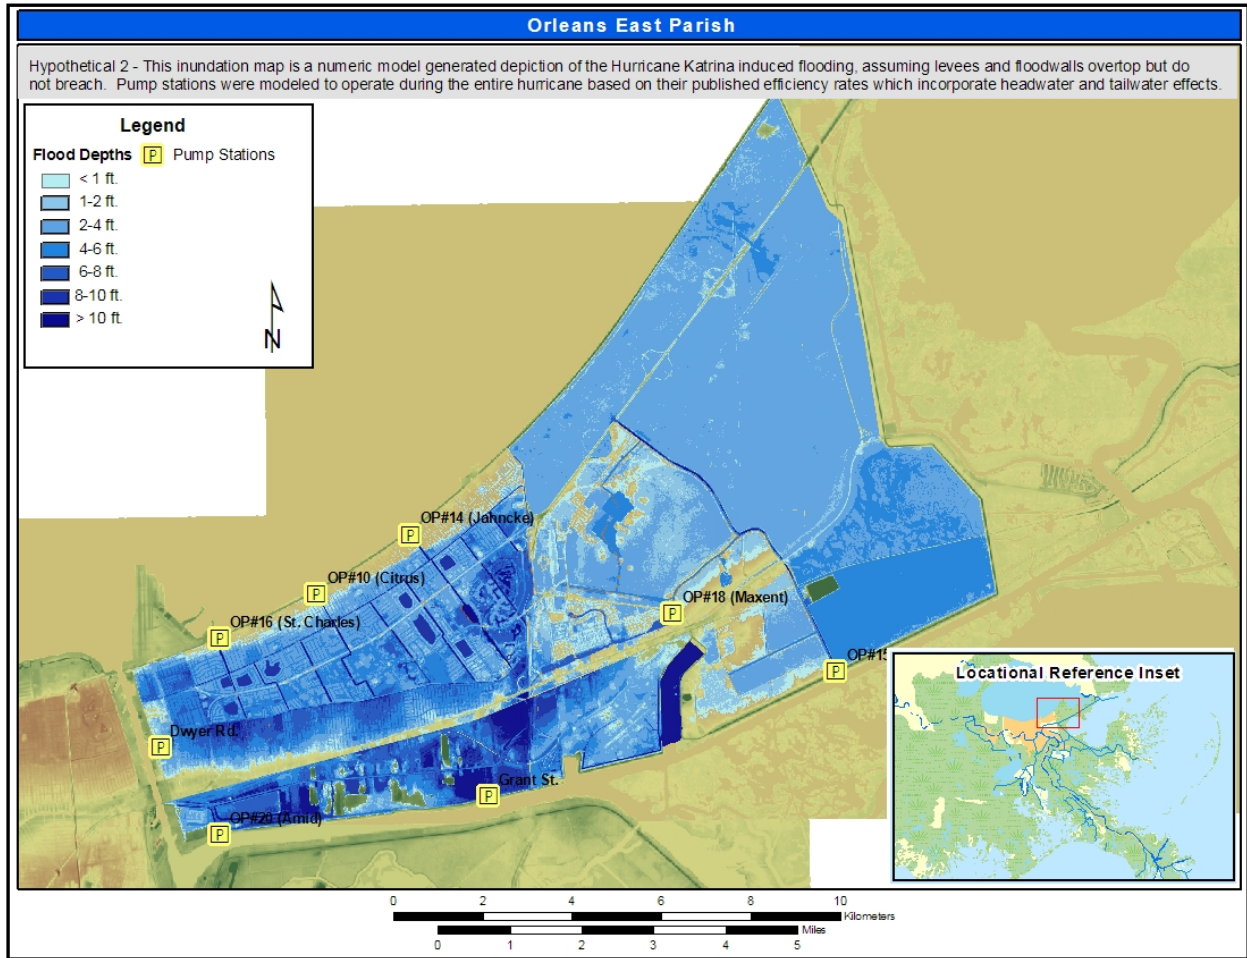 Orleans East Parish
Hypothetical 2 - This inundation map is a numeric model generated depiction of the Hurricane Katrina induced flooding, assuming levees and floodwalls overtop but do
not breach. Pump stations were modeled to operate during the entire hurricane based on their published efficiency rates which incorporate headwater and tailwater effects.
Legend
Flood Depths P Pump Stations
< 1 ft.
1-2 ft.
2-4 ft.
4-6 ft.
6-8 ft.
8-10 ft.
> 10 ft.
N
OP#14 (Jahncke)
P
OP#10 (Citrus)
P
OP#18 (Maxent)
P
OP#16 (St. Charles)
P
OP#15
P
Dwyer Rd.
P
Grant St.
P
OP#20 (Amid)
P
Locational Reference Inset
0 2 4 6 8 10
Kilometers
Miles
0 1 2 3 4 5